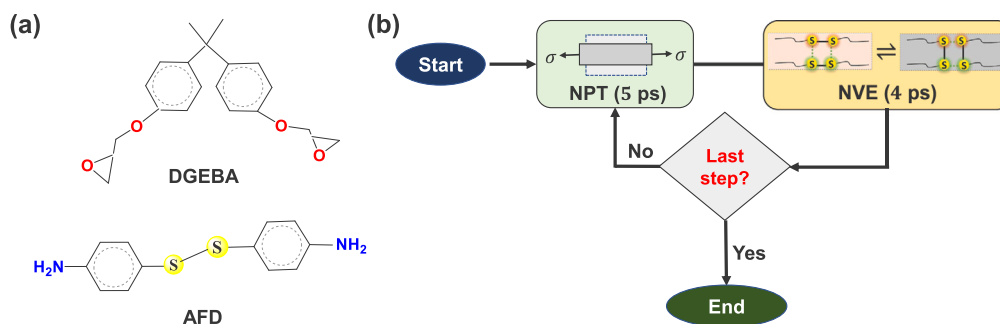 (a)
O
O
O
O
DGEBA
H₂N
S
S
NH₂
AFD
(b)
Start
σ
σ
NPT (5 ps)
S S
S S
⇌
S S
S S
NVE (4 ps)
No
Last
step?
Yes
End